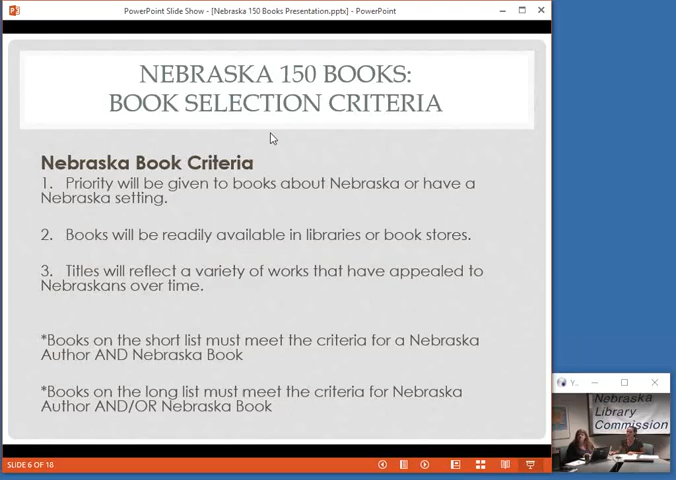 PowerPoint Slide Show - [Nebraska 150 Books Presentation.pptx] - PowerPoint
NEBRASKA 150 BOOKS:
BOOK SELECTION CRITERIA
Nebraska Book Criteria
1. Priority will be given to books about Nebraska or have a
Nebraska setting.
2. Books will be readily available in libraries or book stores.
3. Titles will reflect a variety of works that have appealed to
Nebraskans over time.
*Books on the short list must meet the criteria for a Nebraska
Author AND Nebraska Book
*Books on the long list must meet the criteria for Nebraska
Author AND/OR Nebraska Book
SLIDE 6 OF 18
Y...
Nebraska
Library
Commission